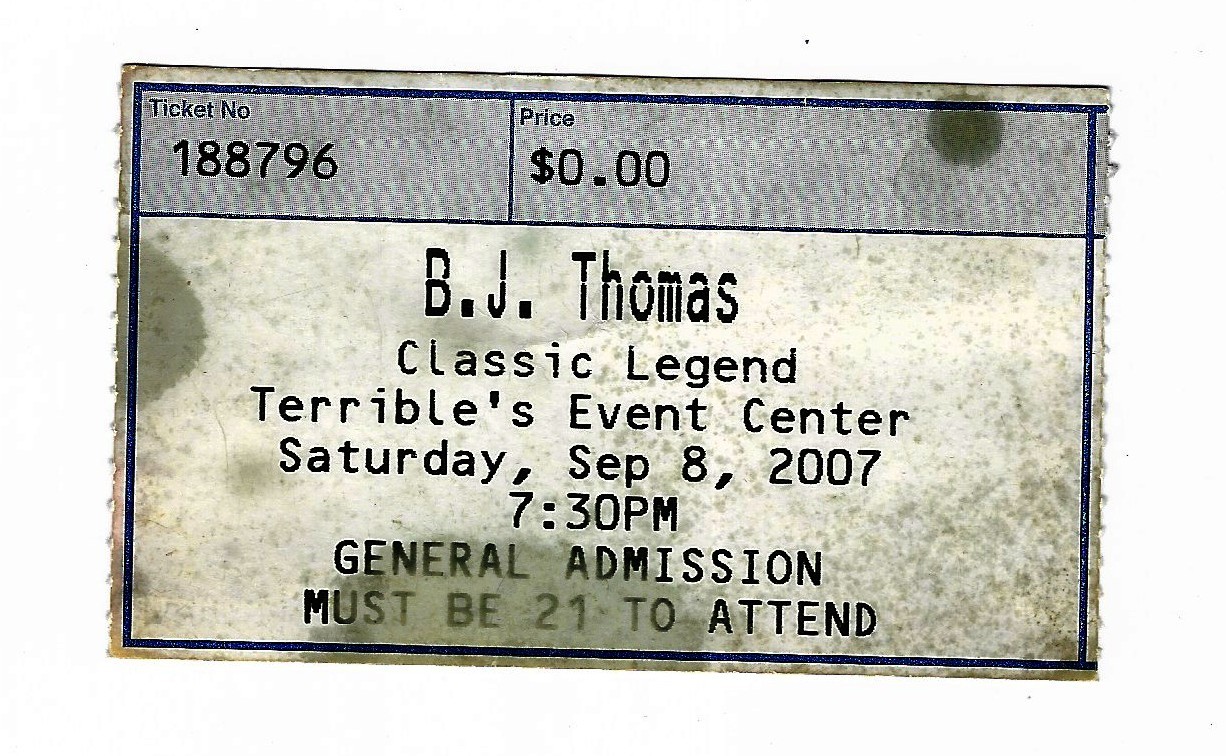 Ticket No
Price
188796
$0.00
B.J. Thomas
Classic Legend
Terrible's Event Center
Saturday, Sep 8, 2007
7:30PM
GENERAL ADMISSION
MUST BE 21 TO ATTEND